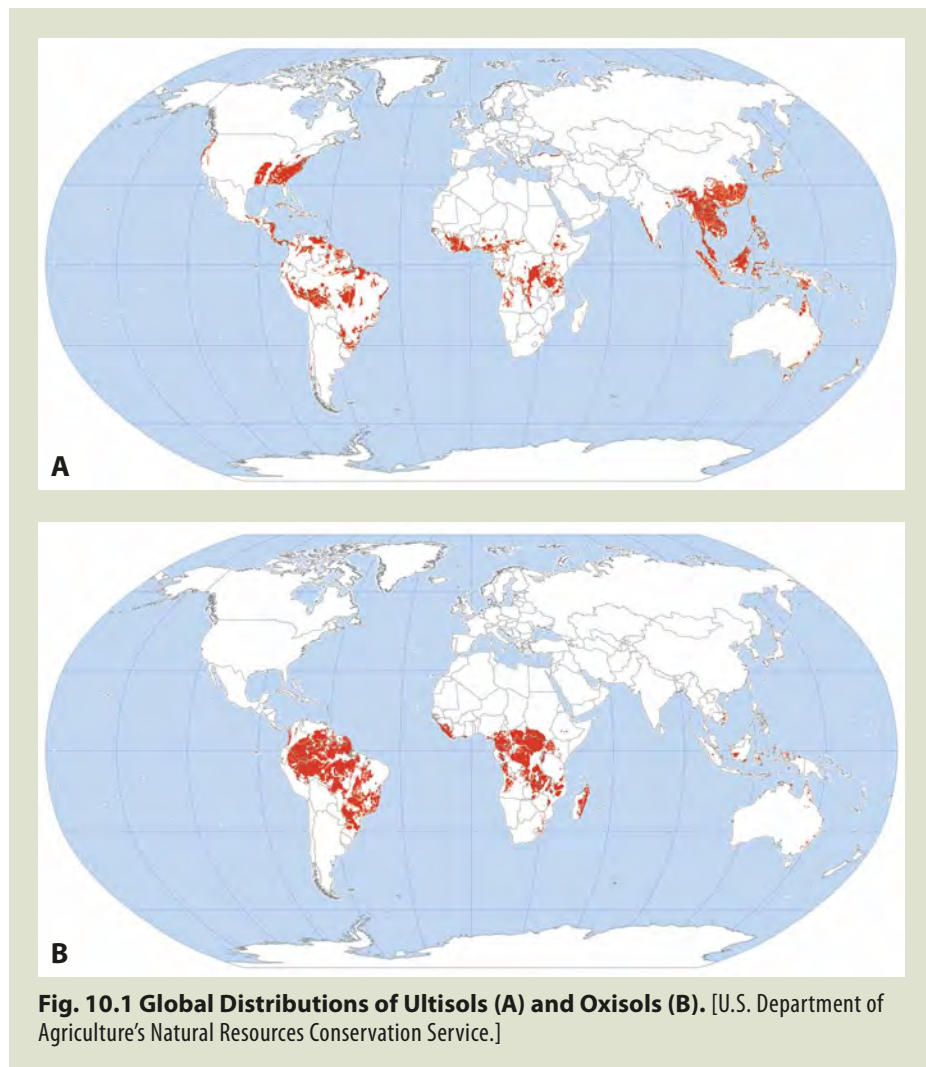 A
B
Fig. 10.1 Global Distributions of Ultisols (A) and Oxisols (B). [U.S. Department of
Agriculture’s Natural Resources Conservation Service.]